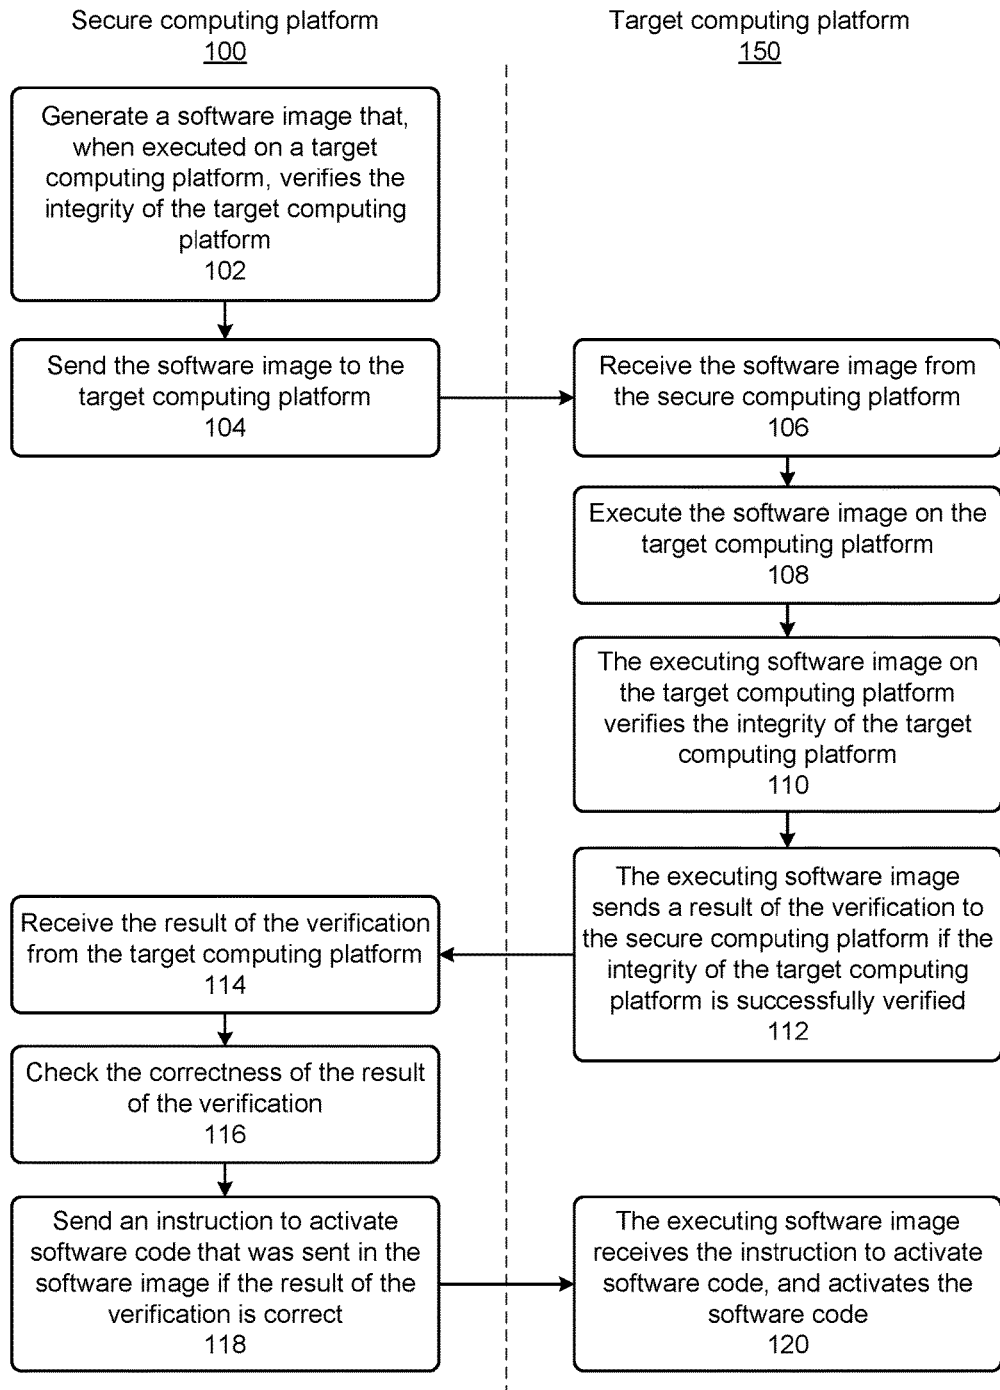 Secure computing platform
100
Target computing platform
150
Generate a software image that,
when executed on a target
computing platform, verifies the
integrity of the target computing
platform
102
Send the software image to the
target computing platform
104
Receive the software image from
the secure computing platform
106
Execute the software image on the
target computing platform
108
The executing software image on
the target computing platform
verifies the integrity of the target
computing platform
110
The executing software image
sends a result of the verification to
the secure computing platform if the
integrity of the target computing
platform is successfully verified
112
Receive the result of the verification
from the target computing platform
114
Check the correctness of the result
of the verification
116
Send an instruction to activate
software code that was sent in the
software image if the result of the
verification is correct
118
The executing software image
receives the instruction to activate
software code, and activates the
software code
120